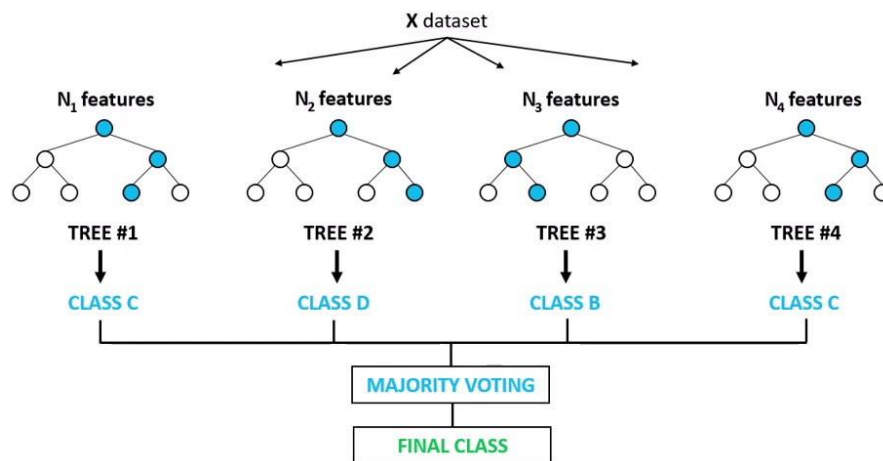 X dataset
N₁ features N₂ features N₃ features N₄ features
TREE #1 TREE #2 TREE #3 TREE #4
CLASS C CLASS D CLASS B CLASS C
MAJORITY VOTING
FINAL CLASS